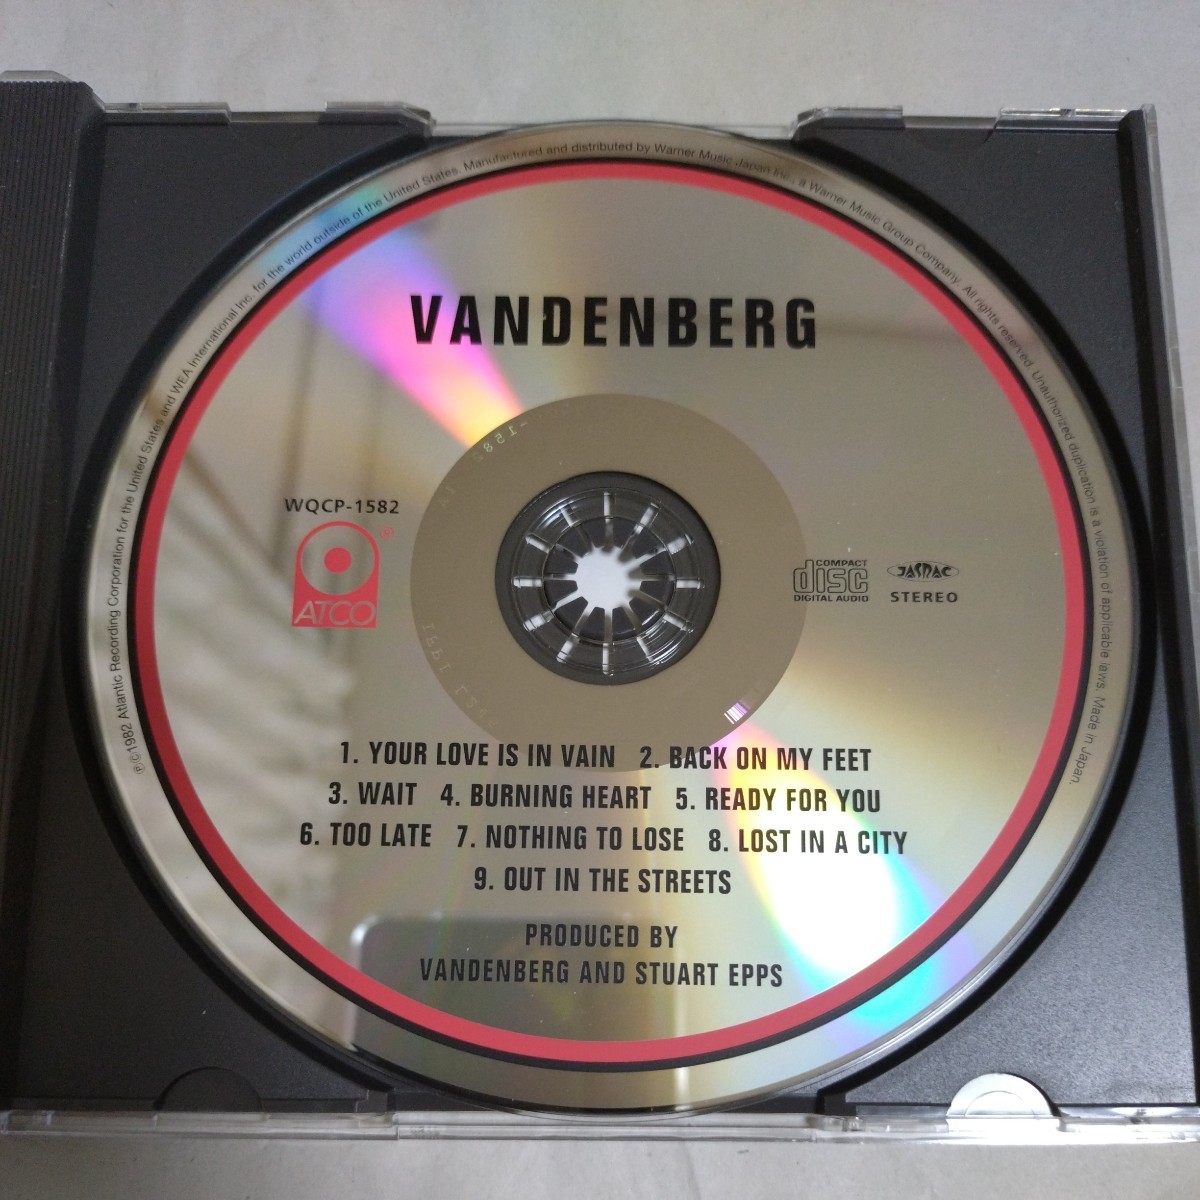 VANDENBERG
WQCP-1582
ATCO
®
COMPACT
disc
DIGITAL AUDIO
JASRAC
STEREO
1. YOUR LOVE IS IN VAIN 2. BACK ON MY FEET
3. WAIT 4. BURNING HEART 5. READY FOR YOU
6. TOO LATE 7. NOTHING TO LOSE 8. LOST IN A CITY
9. OUT IN THE STREETS
PRODUCED BY
VANDENBERG AND STUART EPPS
℗©1982 Atlantic Recording Corporation for the United States and WEA International Inc. for the world outside of the United States. Manufactured and distributed by Warner Music Japan Inc., a Warner Music Group Company. All rights reserved. Unauthorized duplication is a violation of applicable laws. Made in Japan.